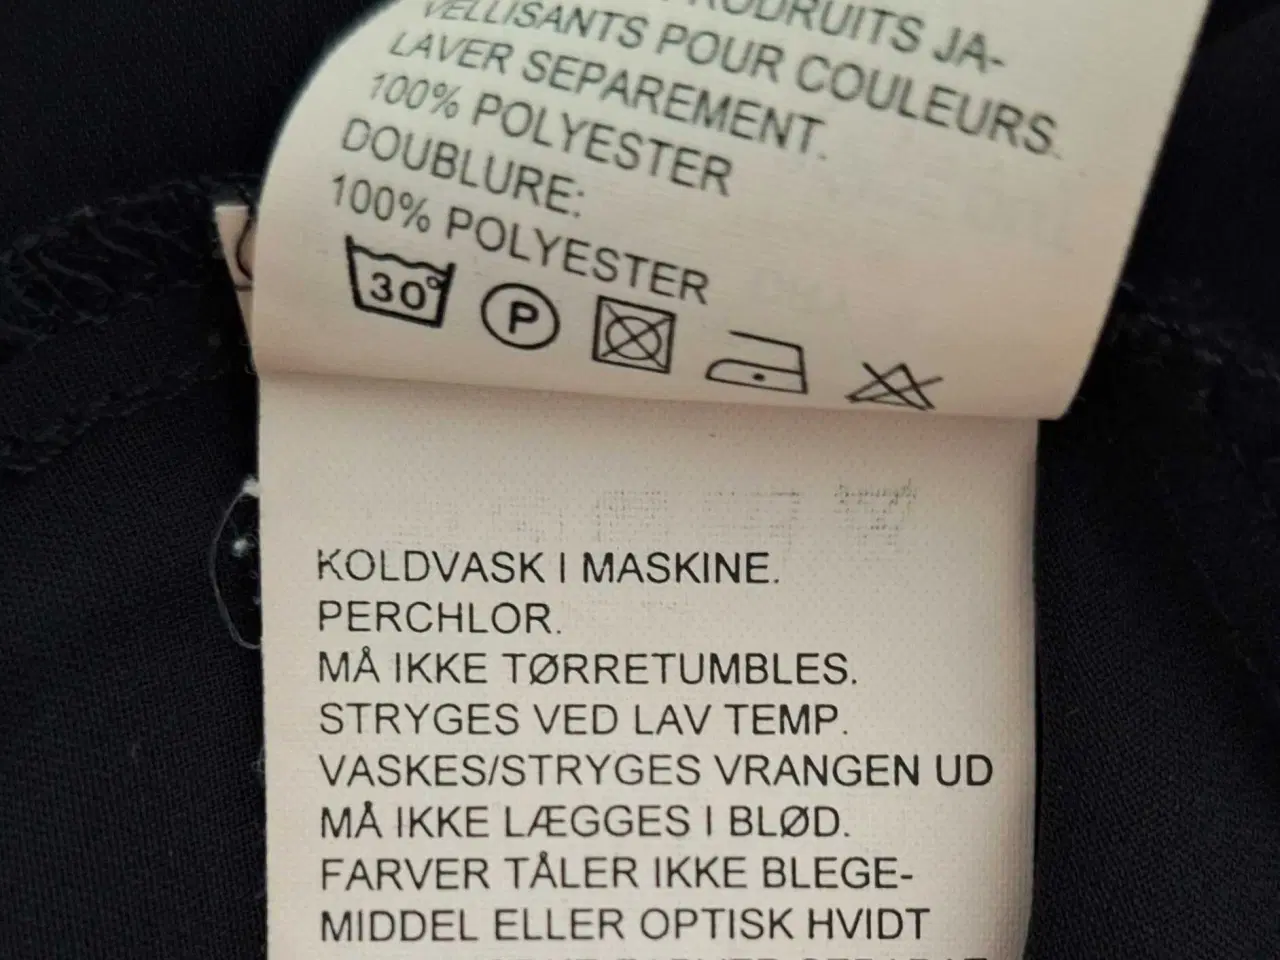 JA-
VELLISANTS POUR COULEURS.
LAVER SEPAREMENT.
100% POLYESTER
DOUBLURE:
100% POLYESTER
30°
P
KOLDVASK I MASKINE.
PERCHLOR.
MÅ IKKE TØRRETUMBLES.
STRYGES VED LAV TEMP.
VASKES/STRYGES VRANGEN UD
MÅ IKKE LÆGGES I BLØD.
FARVER TÅLER IKKE BLEGE-
MIDDEL ELLER OPTISK HVIDT